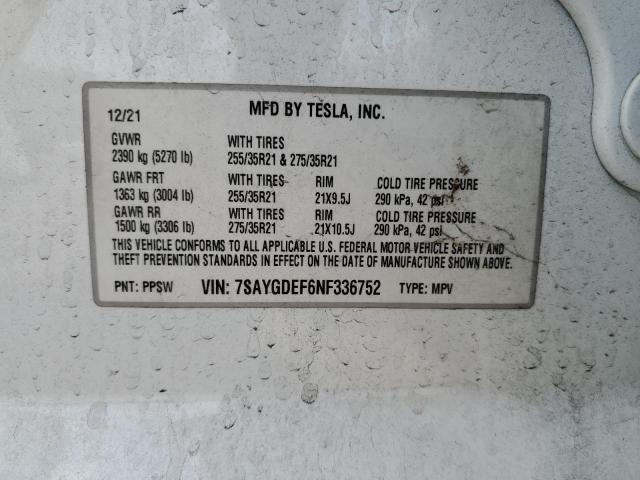 12/21 MFD BY TESLA, INC.
GVWR WITH TIRES
2390 kg (5270 lb) 255/35R21 & 275/35R21
GAWR FRT WITH TIRES RIM COLD TIRE PRESSURE
1363 kg (3004 lb) 255/35R21 21X9.5J 290 kPa, 42 psi
GAWR RR WITH TIRES RIM COLD TIRE PRESSURE
1500 kg (3306 lb) 275/35R21 21X10.5J 290 kPa, 42 psi
THIS VEHICLE CONFORMS TO ALL APPLICABLE U.S. FEDERAL MOTOR VEHICLE SAFETY AND
THEFT PREVENTION STANDARDS IN EFFECT ON THE DATE OF MANUFACTURE SHOWN ABOVE.
PNT: PPSW VIN: 7SAYGDEF6NF336752 TYPE: MPV